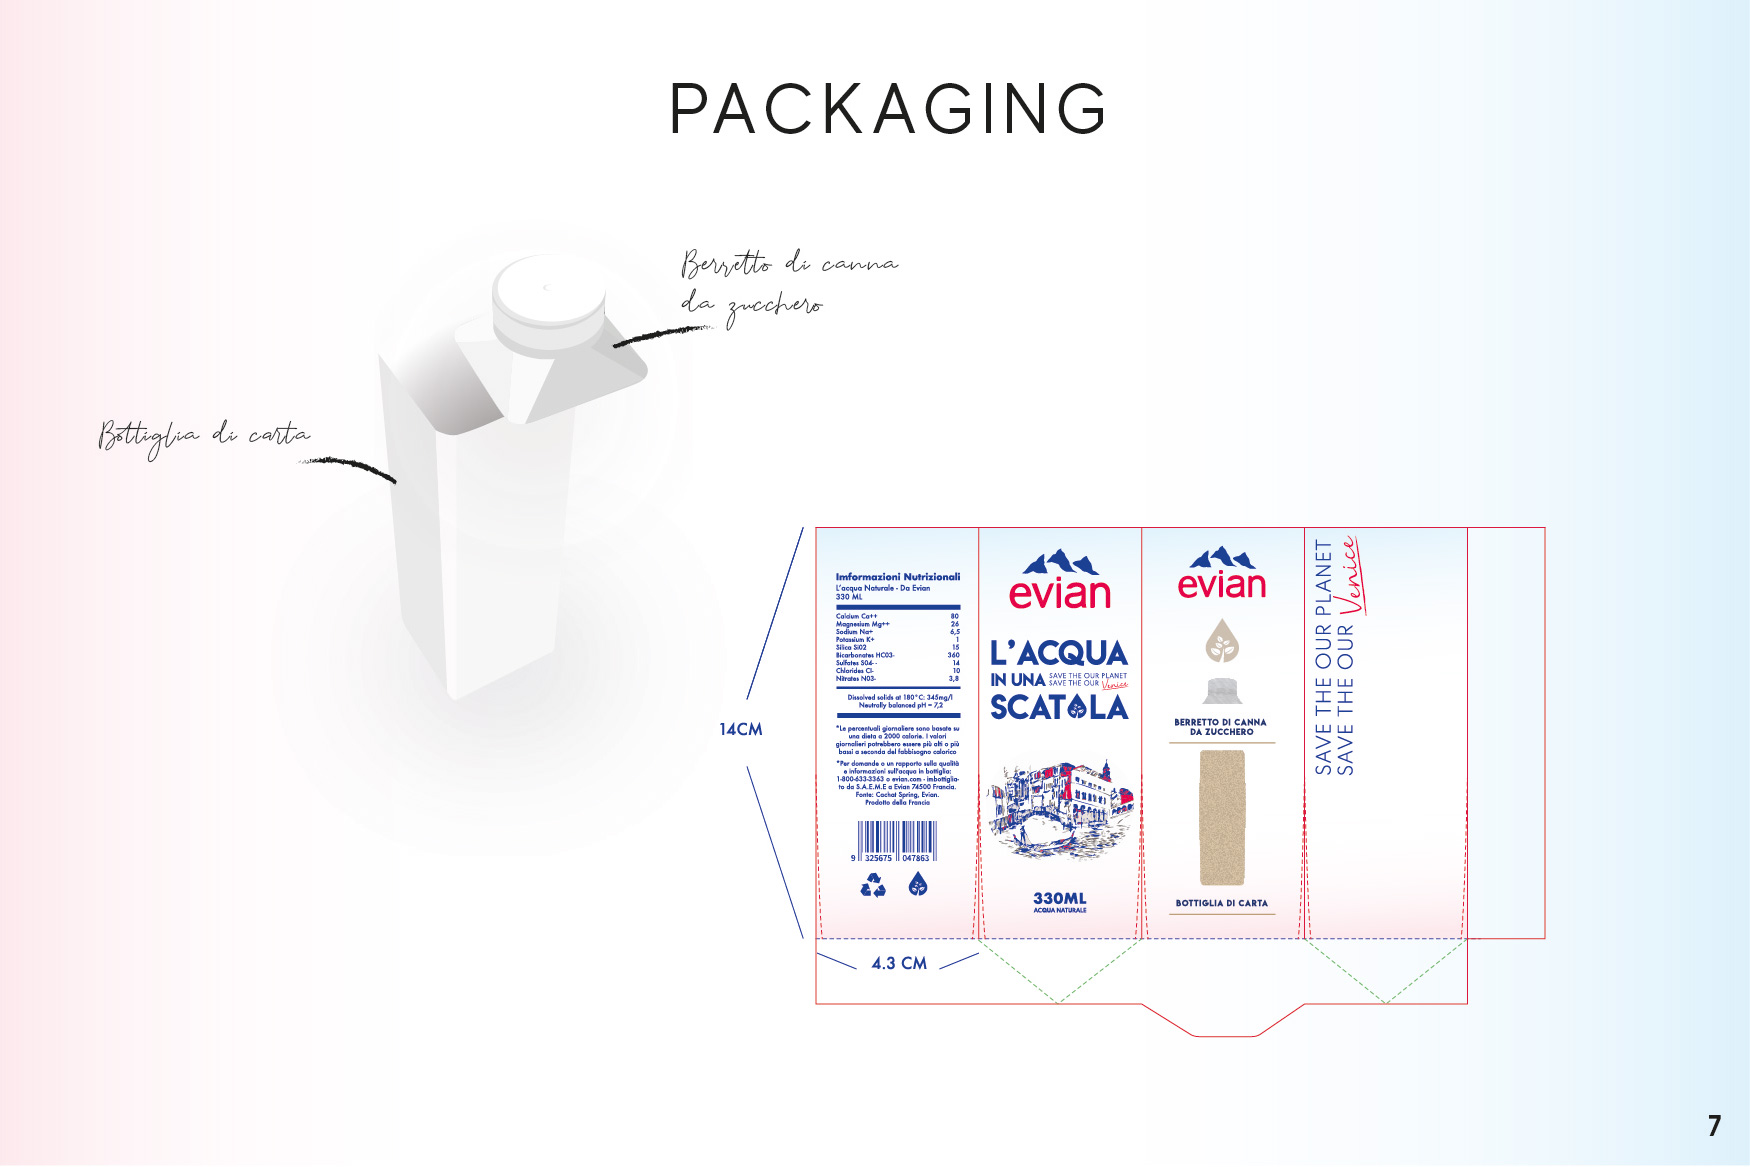 PACKAGING
Berretto di canna
da zucchero
Bottiglia di carta
14CM
4.3 CM
Imformazioni Nutrizionali
L'acqua Naturale - Da Evian
330 ML
Calcium Ca++ 80
Magnesium Mg++ 26
Sodium Na+ 6,5
Potassium K+ 1
Silica Si02 15
Bicarbonates HC03- 360
Sulfates S04-- 14
Chlorides Cl- 10
Nitrates N03- 3,8
Dissolved solids at 180°C: 345mg/l
Neutrally balanced pH = 7,2
*Le percentuali giornaliere sono basate su
una dieta a 2000 calorie. I valori
giornalieri potrebbero essere più alti o più
bassi a seconda del fabbisogno calorico
*Per domande o un rapporto sulla qualità
e informazioni sull'acqua in bottiglia:
1-800-633-3363 o evian.com - imbottiglia-
to da S.A.E.M.E a Evian 74500 Francia.
Fonte: Cachat Spring, Evian.
Prodotto della Francia
9 325675 047863
evian
L'ACQUA
IN UNA SAVE THE OUR PLANET
SAVE THE OUR Venice
SCATOLA
330ML
ACQUA NATURALE
evian
BERRETTO DI CANNA
DA ZUCCHERO
BOTTIGLIA DI CARTA
SAVE THE OUR PLANET
SAVE THE OUR Venice
7